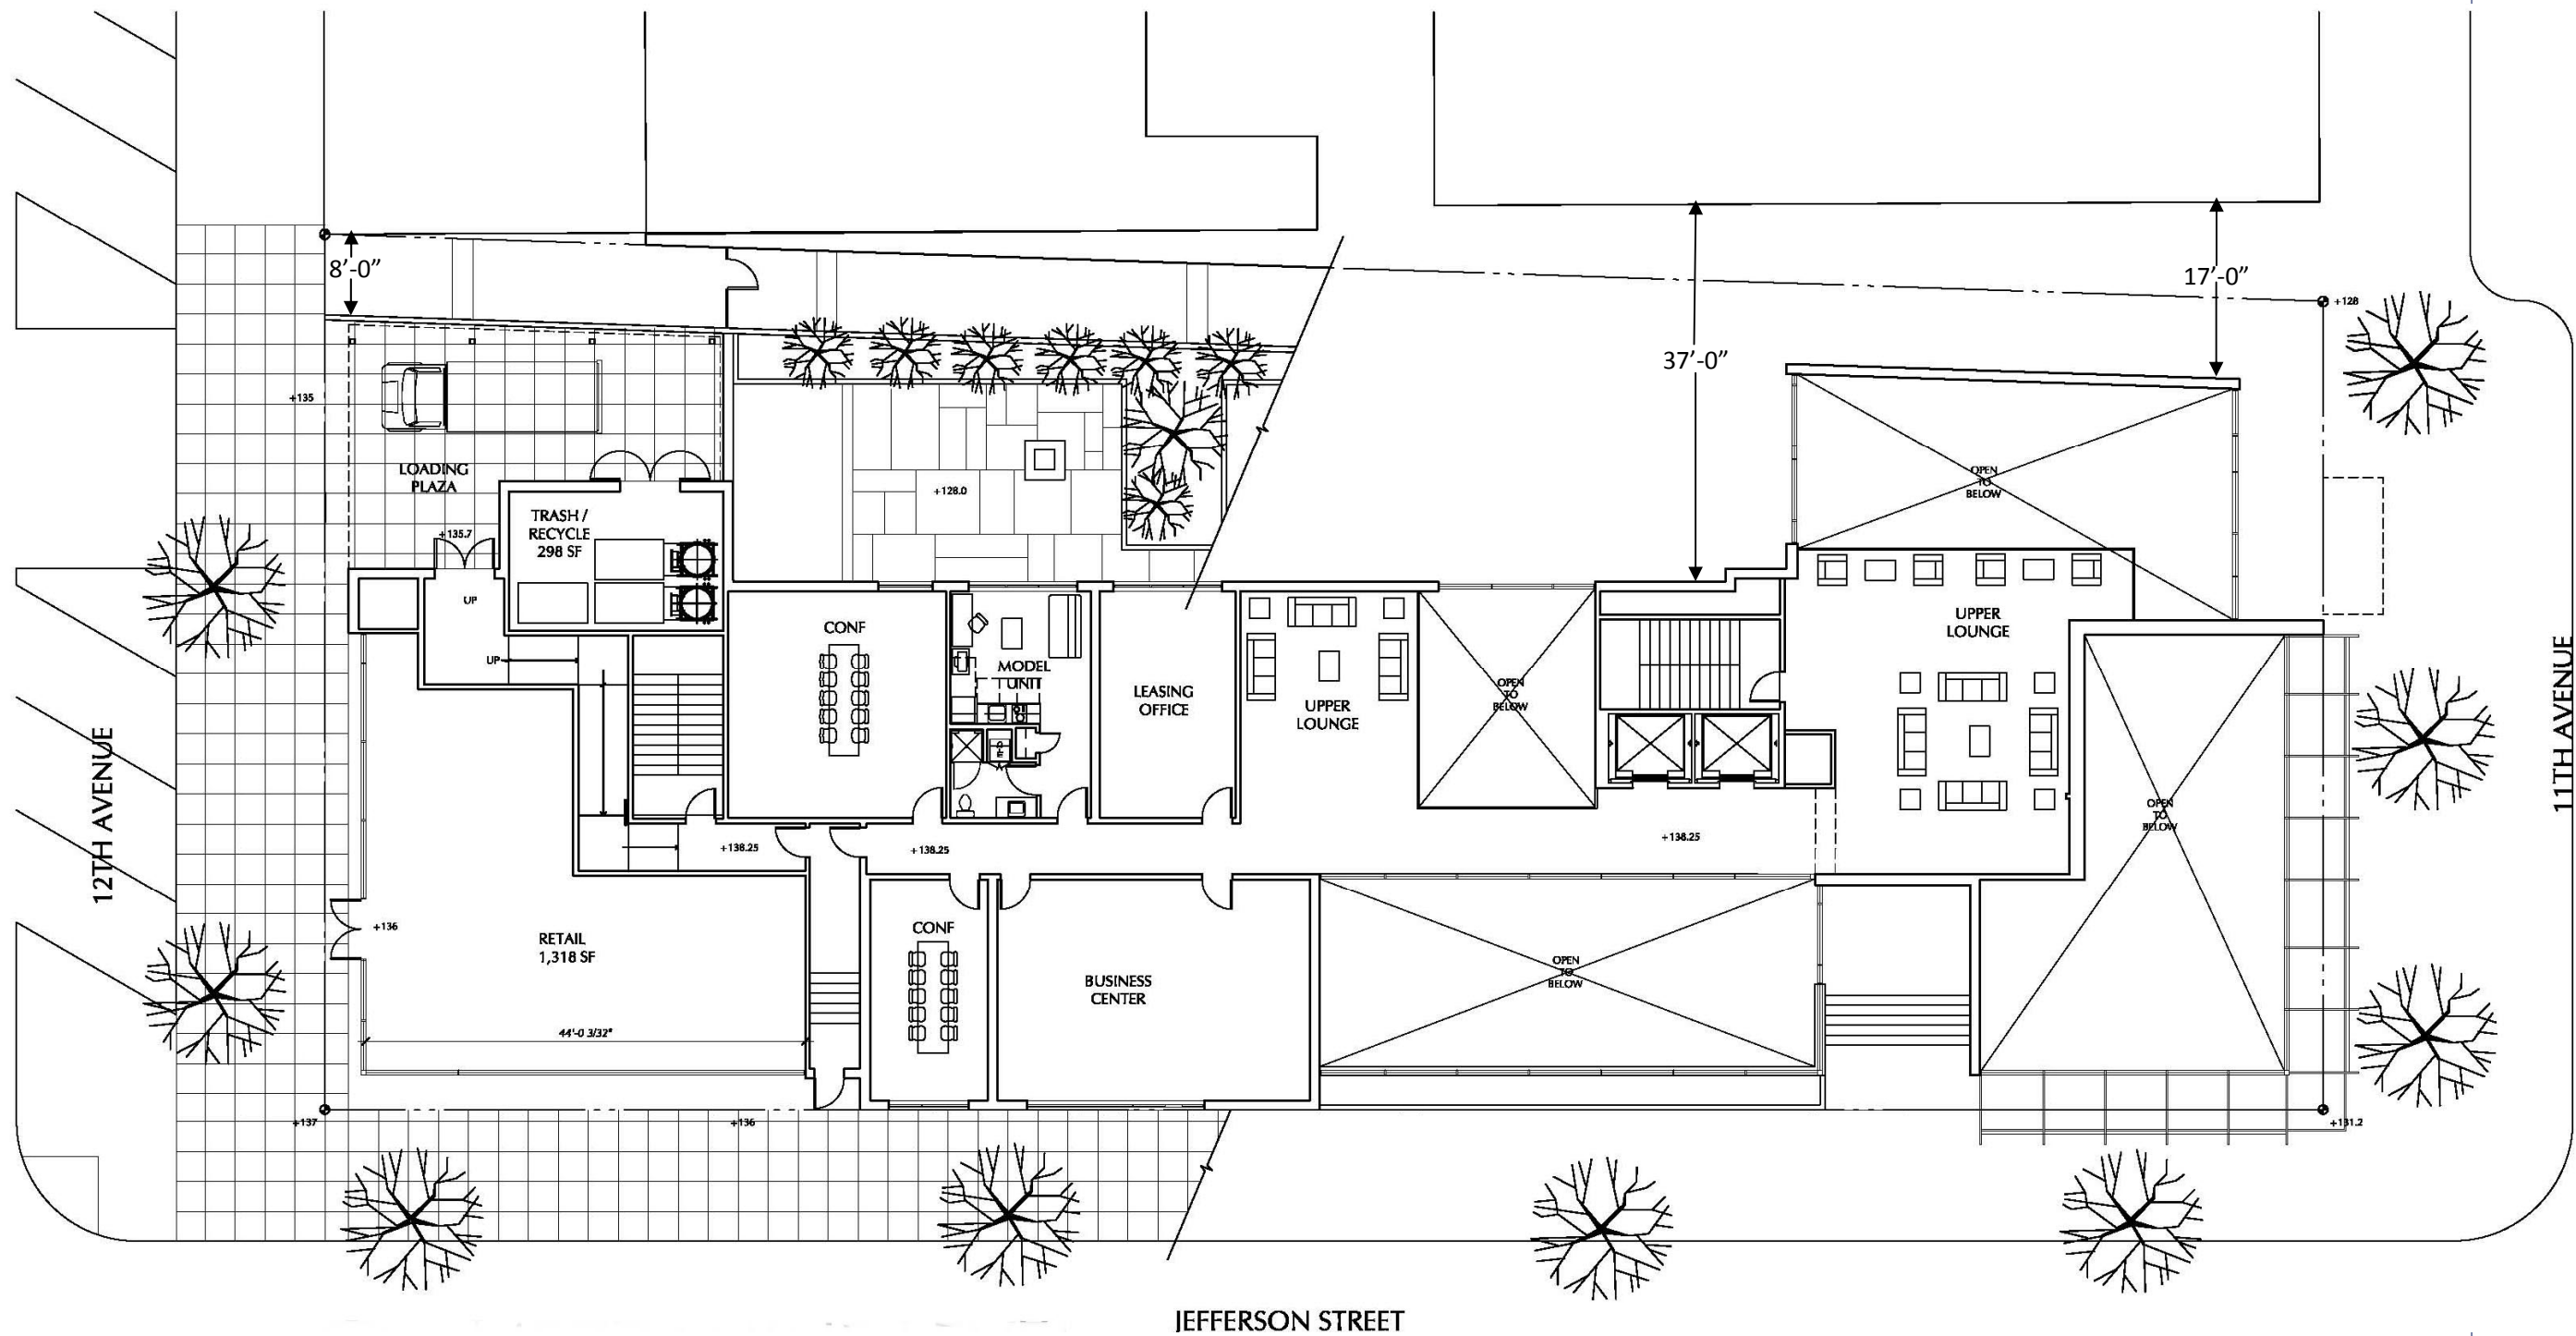 8’-0”
17’-0”
+128
37’-0”
+135
LOADING
PLAZA
OPEN
TO
BELOW
+128.0
TRASH /
RECYCLE
298 SF
+135.7
UP
UPPER
LOUNGE
CONF
UP
MODEL
UNIT
LEASING
OFFICE
OPEN
TO
BELOW
UPPER
LOUNGE
12TH AVENUE
11TH AVENUE
OPEN
TO
BELOW
+138.25
+138.25
+138.25
+136
CONF
RETAIL
1,318 SF
OPEN
TO
BELOW
BUSINESS
CENTER
44'-0 3/32"
+137
+136
+131.2
JEFFERSON STREET